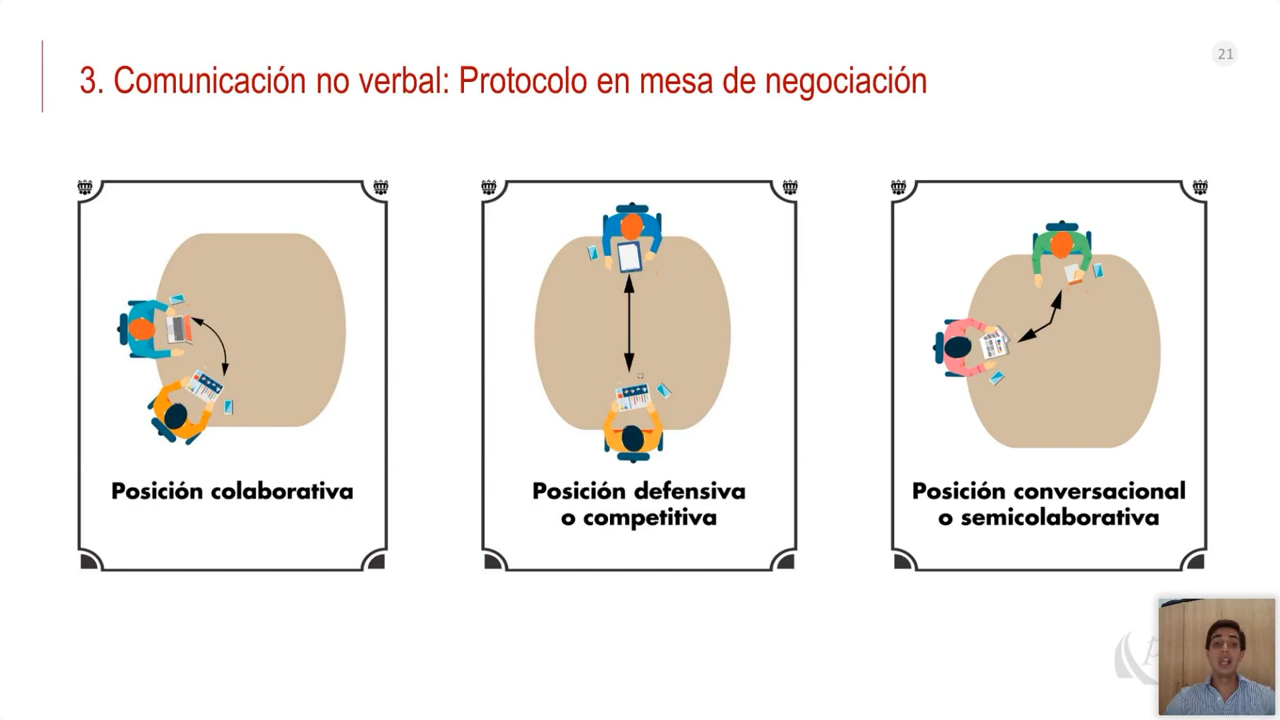 3. Comunicación no verbal: Protocolo en mesa de negociación
21
Posición colaborativa
Posición defensiva
o competitiva
Posición conversacional
o semicolaborativa